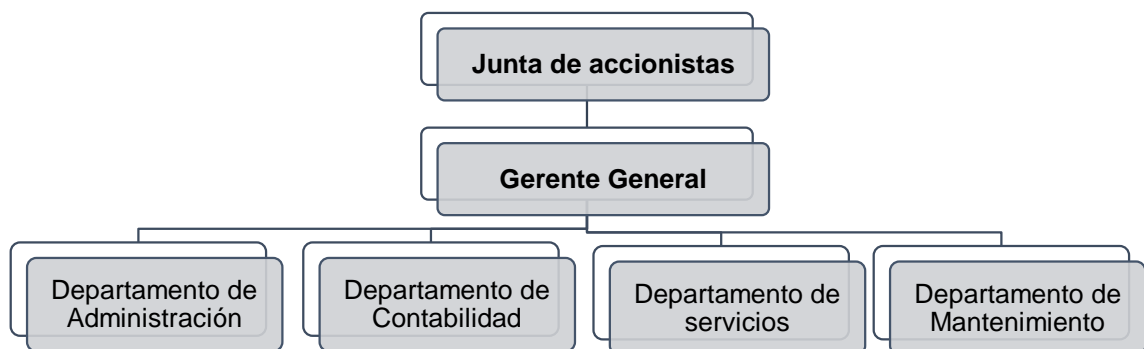 Junta de accionistas
Gerente General
Departamento de
Administración
Departamento de
Contabilidad
Departamento de
servicios
Departamento de
Mantenimiento